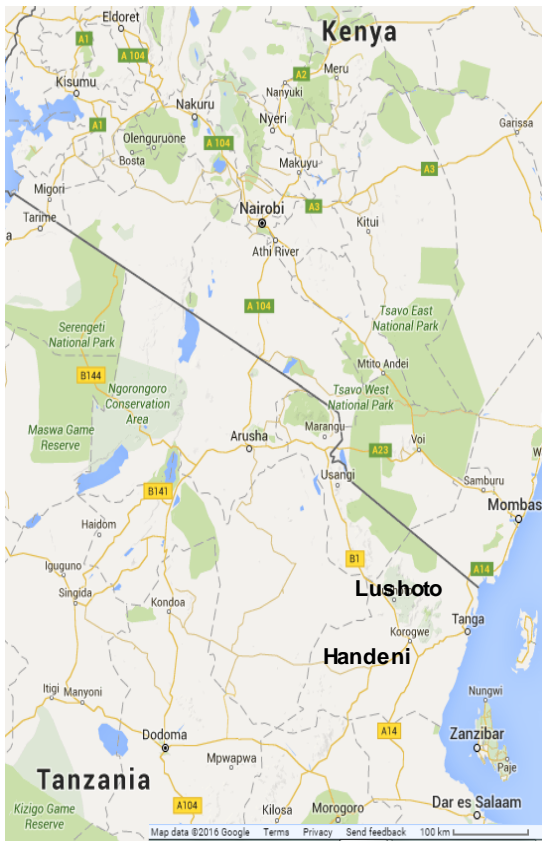 Eldoret
Kenya
A1
A 104
Kisumu
A2
Meru
Nanyuki
Nakuru
Nyeri
Garissa
A1
Olenguruone
A 104
Bosta
Makuyu
A3
Migori
Nairobi
A3
Tarime
Kitui
a
Athi River
A 104
Tsavo East
National Park
Serengeti
National Park
Mtito Andei
B144
Ngorongoro
Conservation
Area
Tsavo West
National Park
Maswa Game
Reserve
Arusha
Marangu
Voi
A23
Usangi
Samburu
B141
Mombas
Haidom
B1
A14
Iguguno
Lushoto
Singida
Kondoa
Tanga
Korogwe
Handeni
Itigi
Manyoni
Nungwi
Dodoma
A14
Zanzibar
Mpwapwa
Paje
Tanzania
A104
Dar es Salaam
Kizigo Game
Reserve
Kilosa
Morogoro
Map data ©2016 Google Terms Privacy Send feedback 100 km